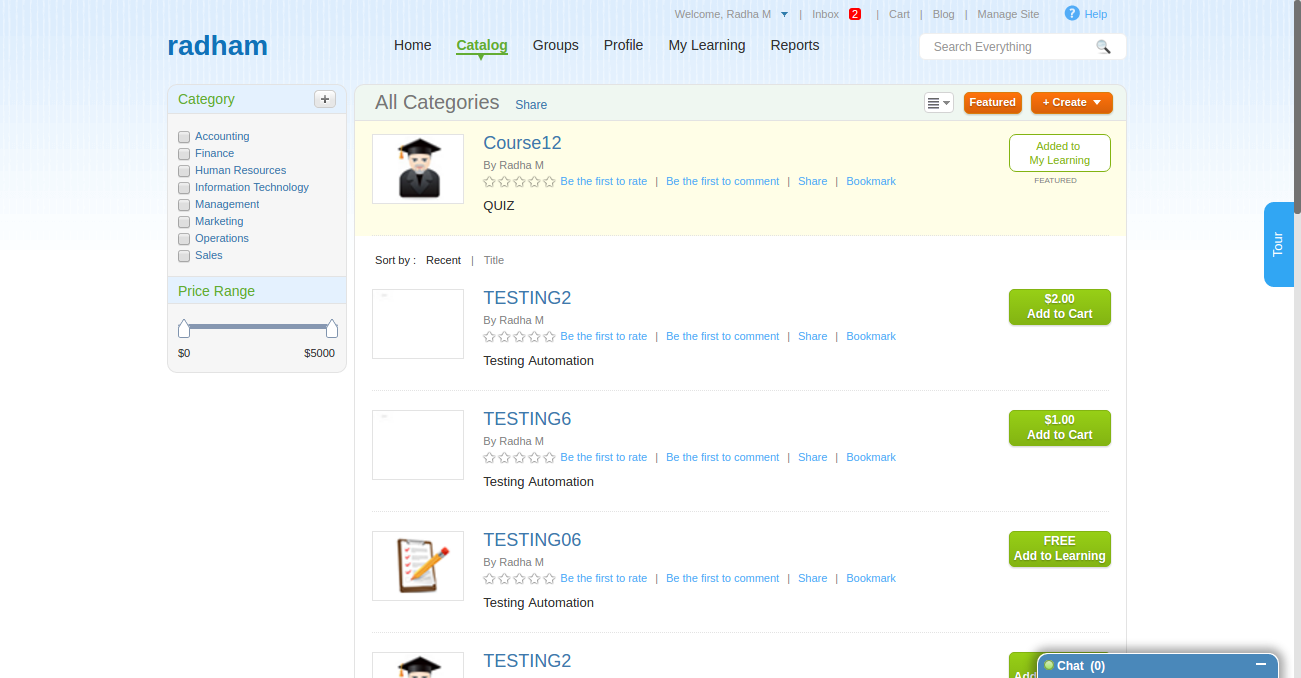 Welcome, Radha M | Inbox 2 | Cart | Blog | Manage Site ? Help
radham
Home Catalog Groups Profile My Learning Reports
Search Everything
Category +
Accounting
Finance
Human Resources
Information Technology
Management
Marketing
Operations
Sales
Price Range
$0 $5000
All Categories Share
Featured
+ Create
Course12
By Radha M
Be the first to rate | Be the first to comment | Share | Bookmark
QUIZ
Added to
My Learning
FEATURED
Sort by : Recent | Title
TESTING2
By Radha M
Be the first to rate | Be the first to comment | Share | Bookmark
Testing Automation
$2.00
Add to Cart
TESTING6
By Radha M
Be the first to rate | Be the first to comment | Share | Bookmark
Testing Automation
$1.00
Add to Cart
TESTING06
By Radha M
Be the first to rate | Be the first to comment | Share | Bookmark
Testing Automation
FREE
Add to Learning
TESTING2
Tour
Chat (0)